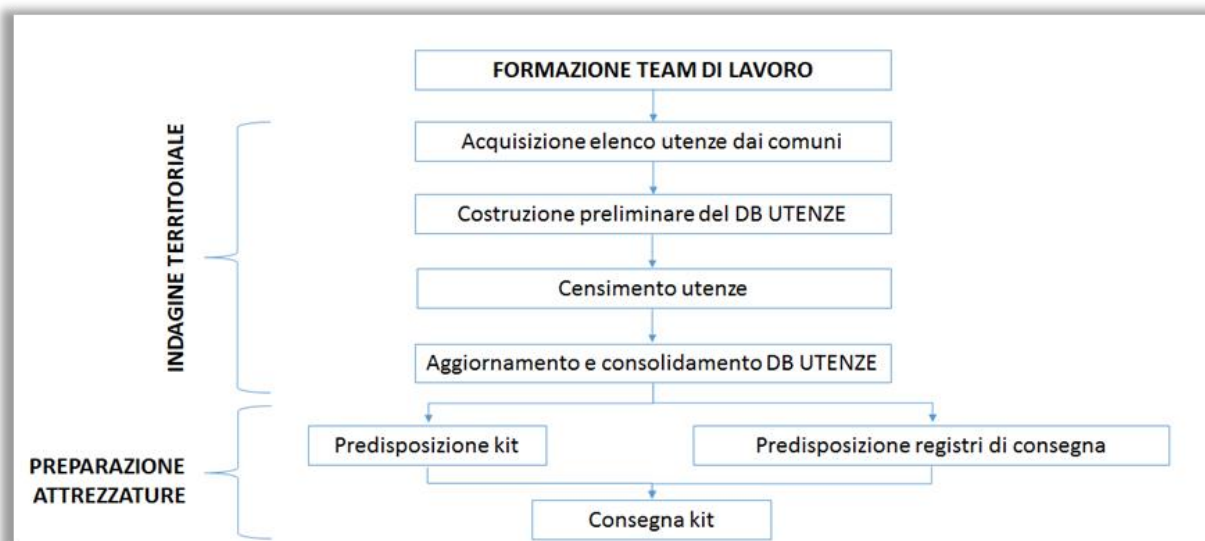 FORMAZIONE TEAM DI LAVORO
INDAGINE TERRITORIALE
Acquisizione elenco utenze dai comuni
Costruzione preliminare del DB UTENZE
Censimento utenze
Aggiornamento e consolidamento DB UTENZE
PREPARAZIONE
ATTREZZATURE
Predisposizione kit
Predisposizione registri di consegna
Consegna kit